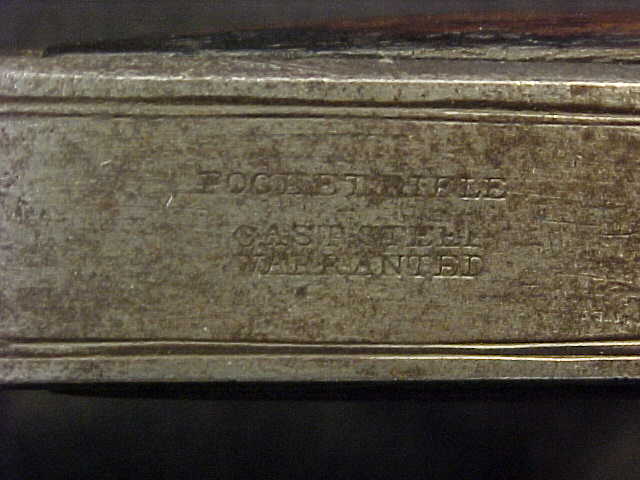 POCKET RIFLE
CAST STEEL
WARRANTED